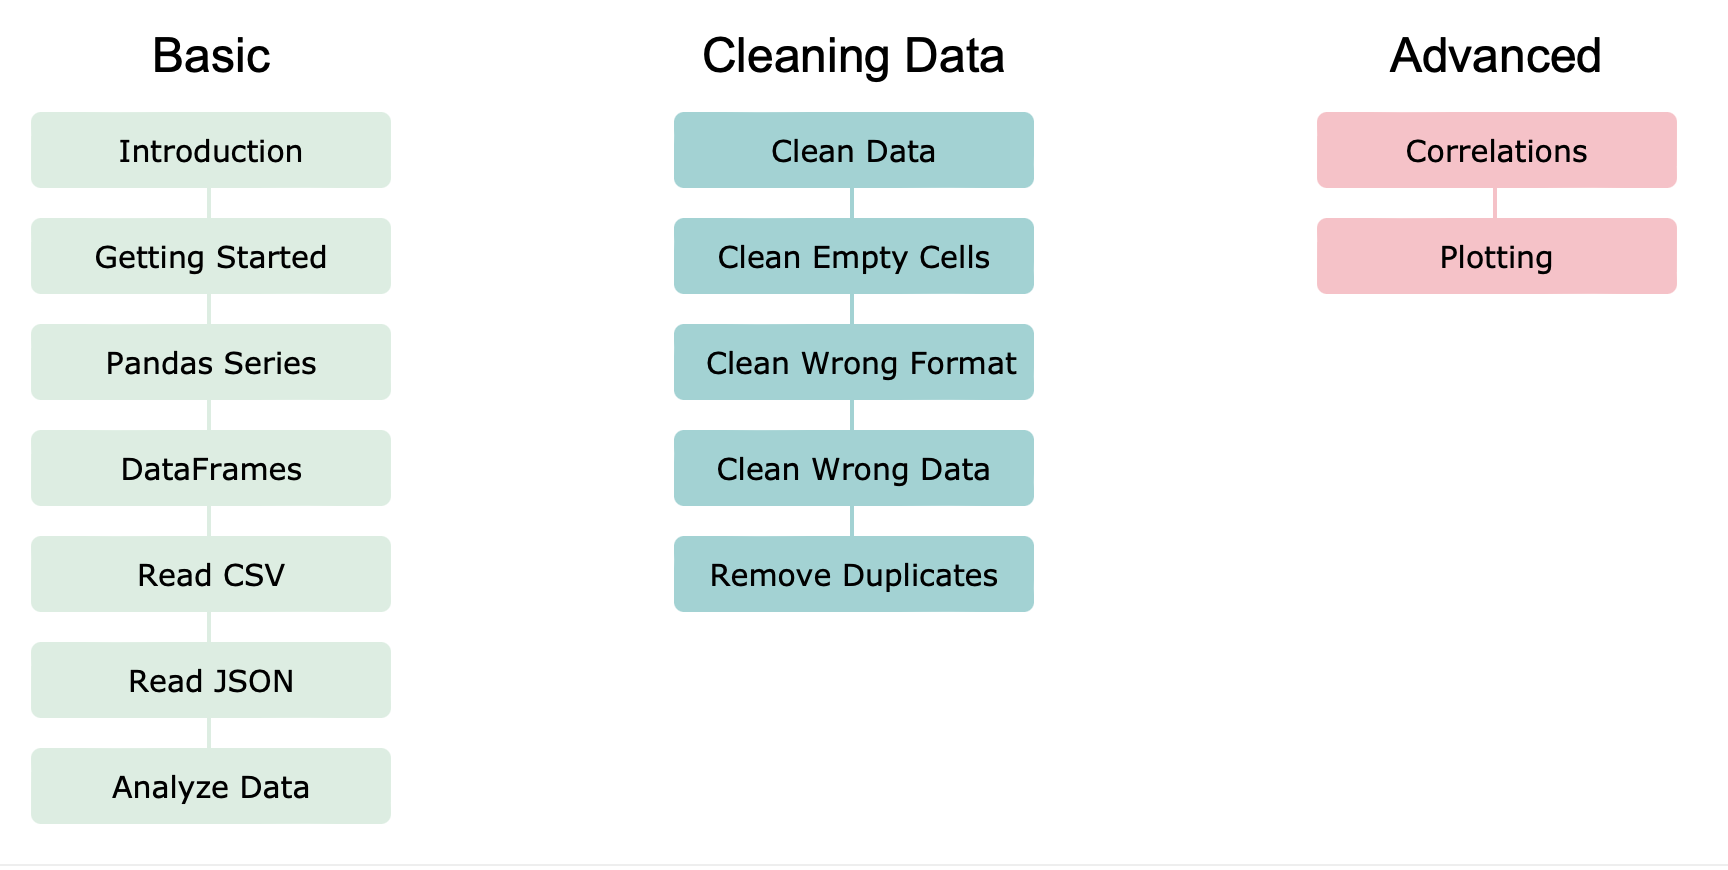 Basic
Introduction
Getting Started
Pandas Series
DataFrames
Read CSV
Read JSON
Analyze Data
Cleaning Data
Clean Data
Clean Empty Cells
Clean Wrong Format
Clean Wrong Data
Remove Duplicates
Advanced
Correlations
Plotting